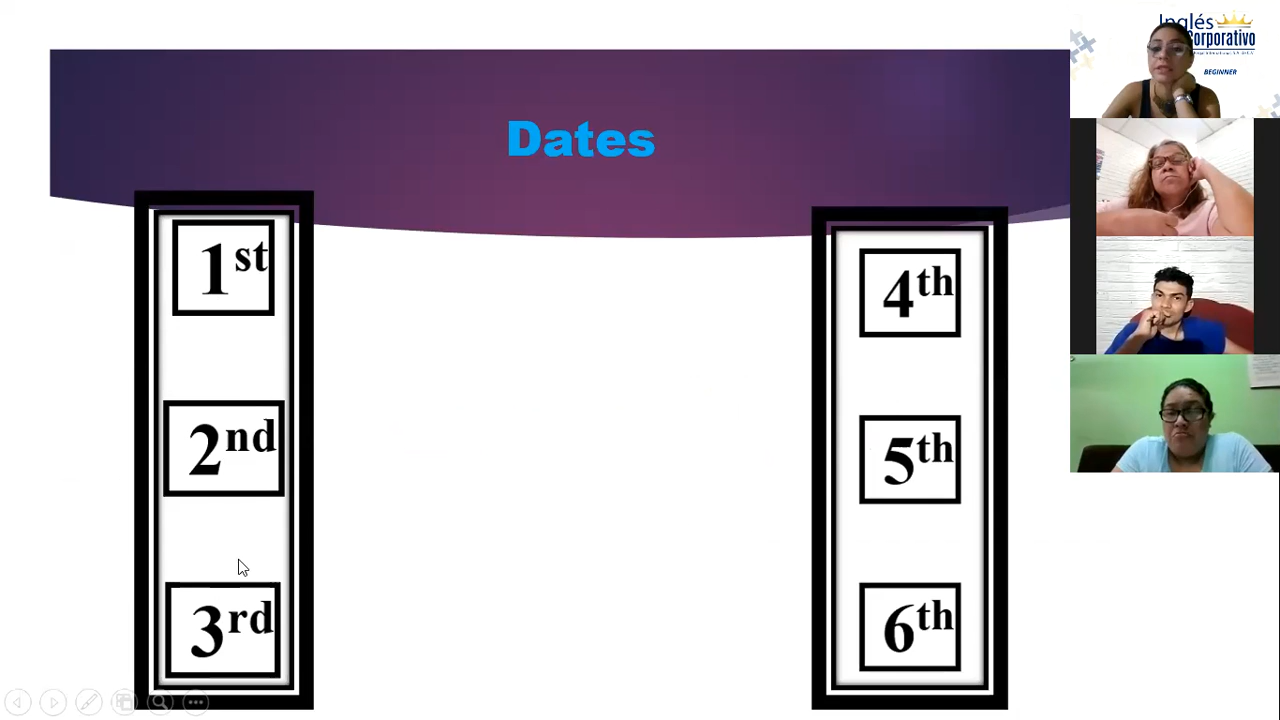 Inglés
Corporativo
BEGINNER
Dates
1st
2nd
3rd
4th
5th
6th